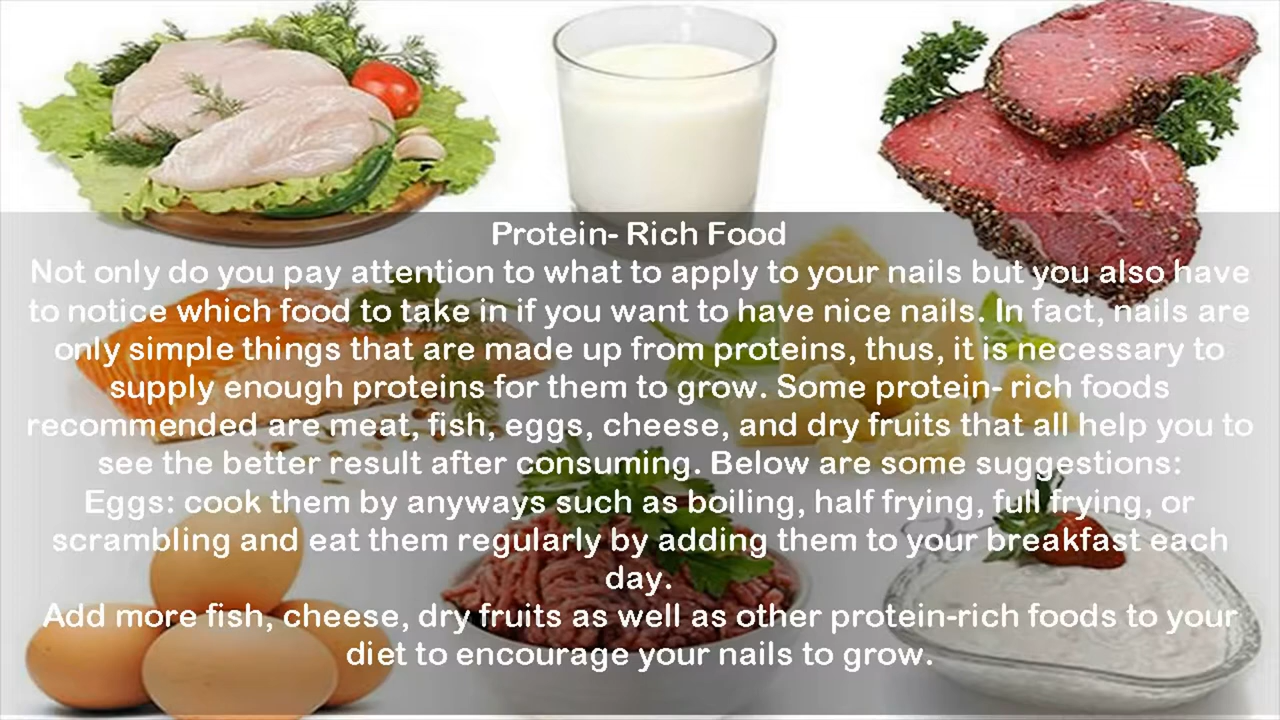 Protein- Rich Food
Not only do you pay attention to what to apply to your nails but you also have
to notice which food to take in if you want to have nice nails. In fact, nails are
only simple things that are made up from proteins, thus, it is necessary to
supply enough proteins for them to grow. Some protein- rich foods
recommended are meat, fish, eggs, cheese, and dry fruits that all help you to
see the better result after consuming. Below are some suggestions:
Eggs: cook them by anyways such as boiling, half frying, full frying, or
scrambling and eat them regularly by adding them to your breakfast each
day.
Add more fish, cheese, dry fruits as well as other protein-rich foods to your
diet to encourage your nails to grow.